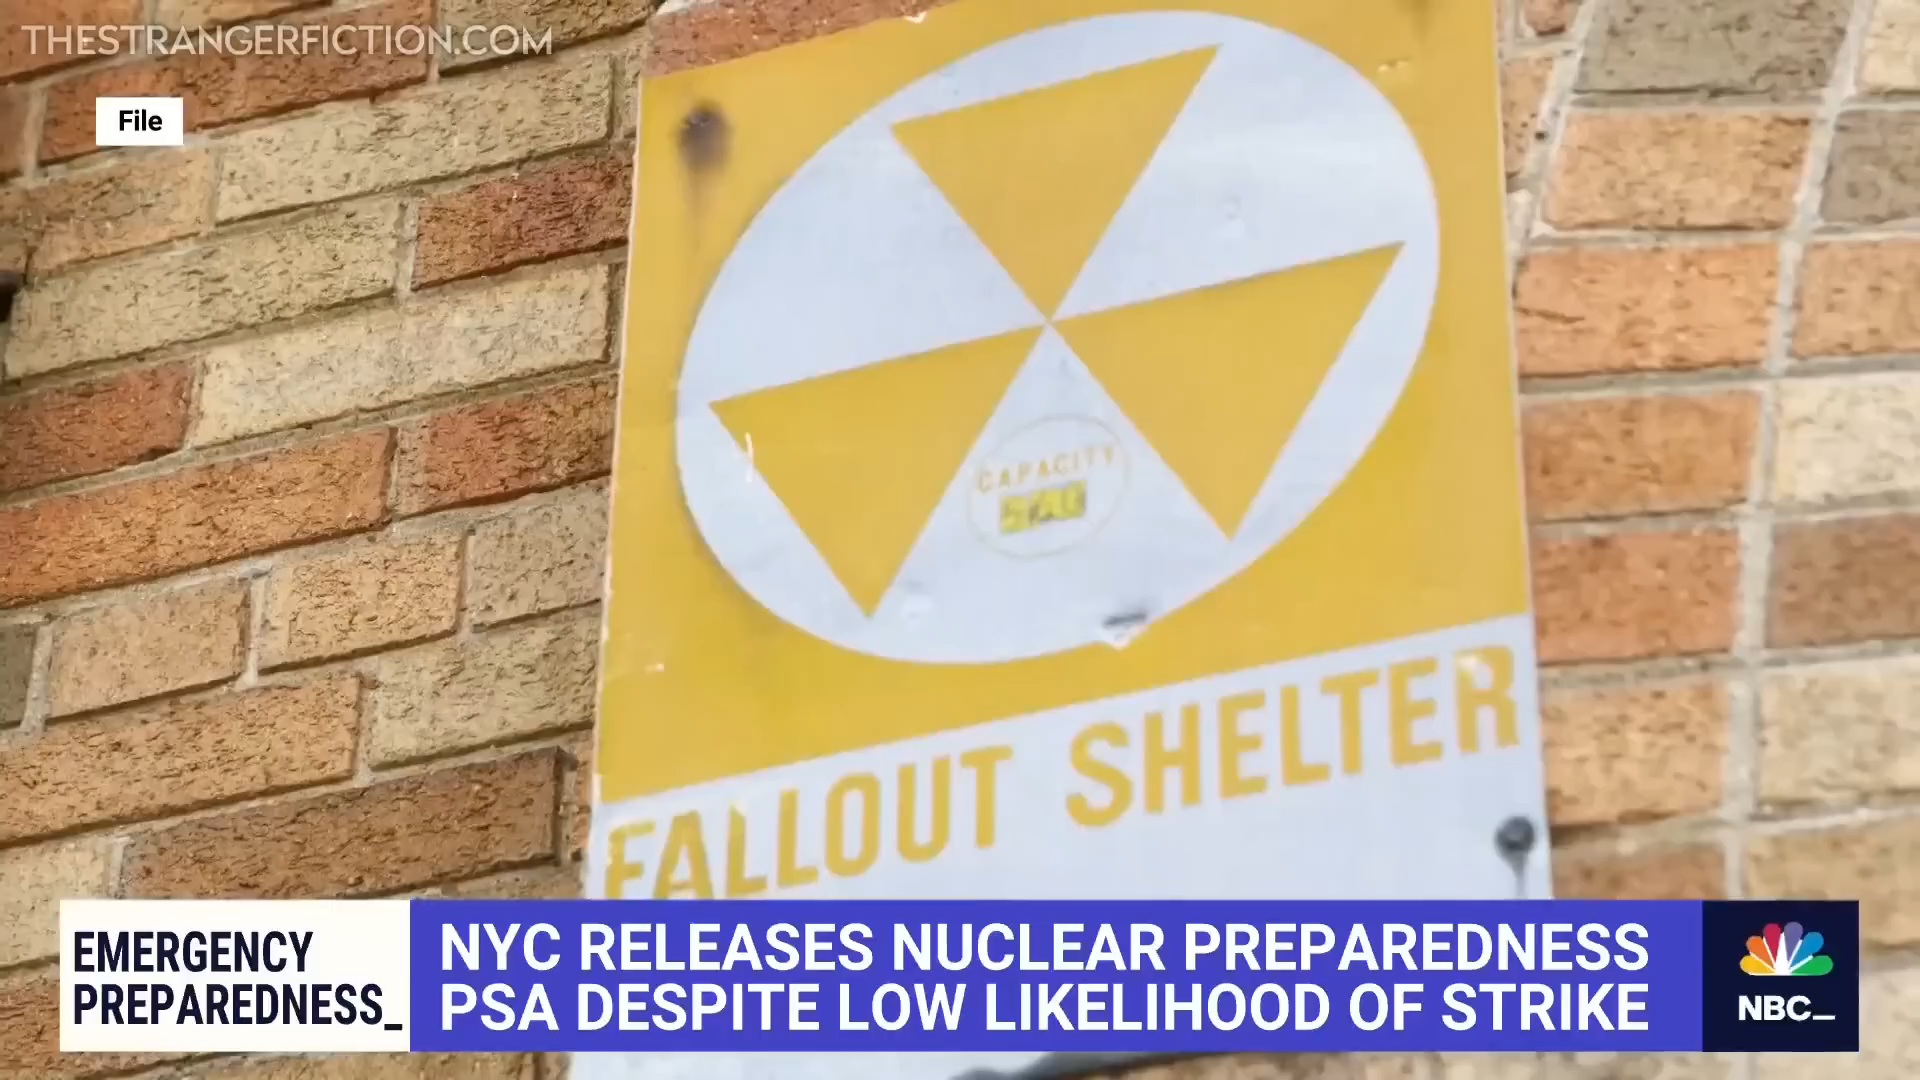 THESTRANGERFICTION.COM
File
CAPACITY
FALLOUT SHELTER
EMERGENCY
PREPAREDNESS_
NYC RELEASES NUCLEAR PREPAREDNESS
PSA DESPITE LOW LIKELIHOOD OF STRIKE
NBC_